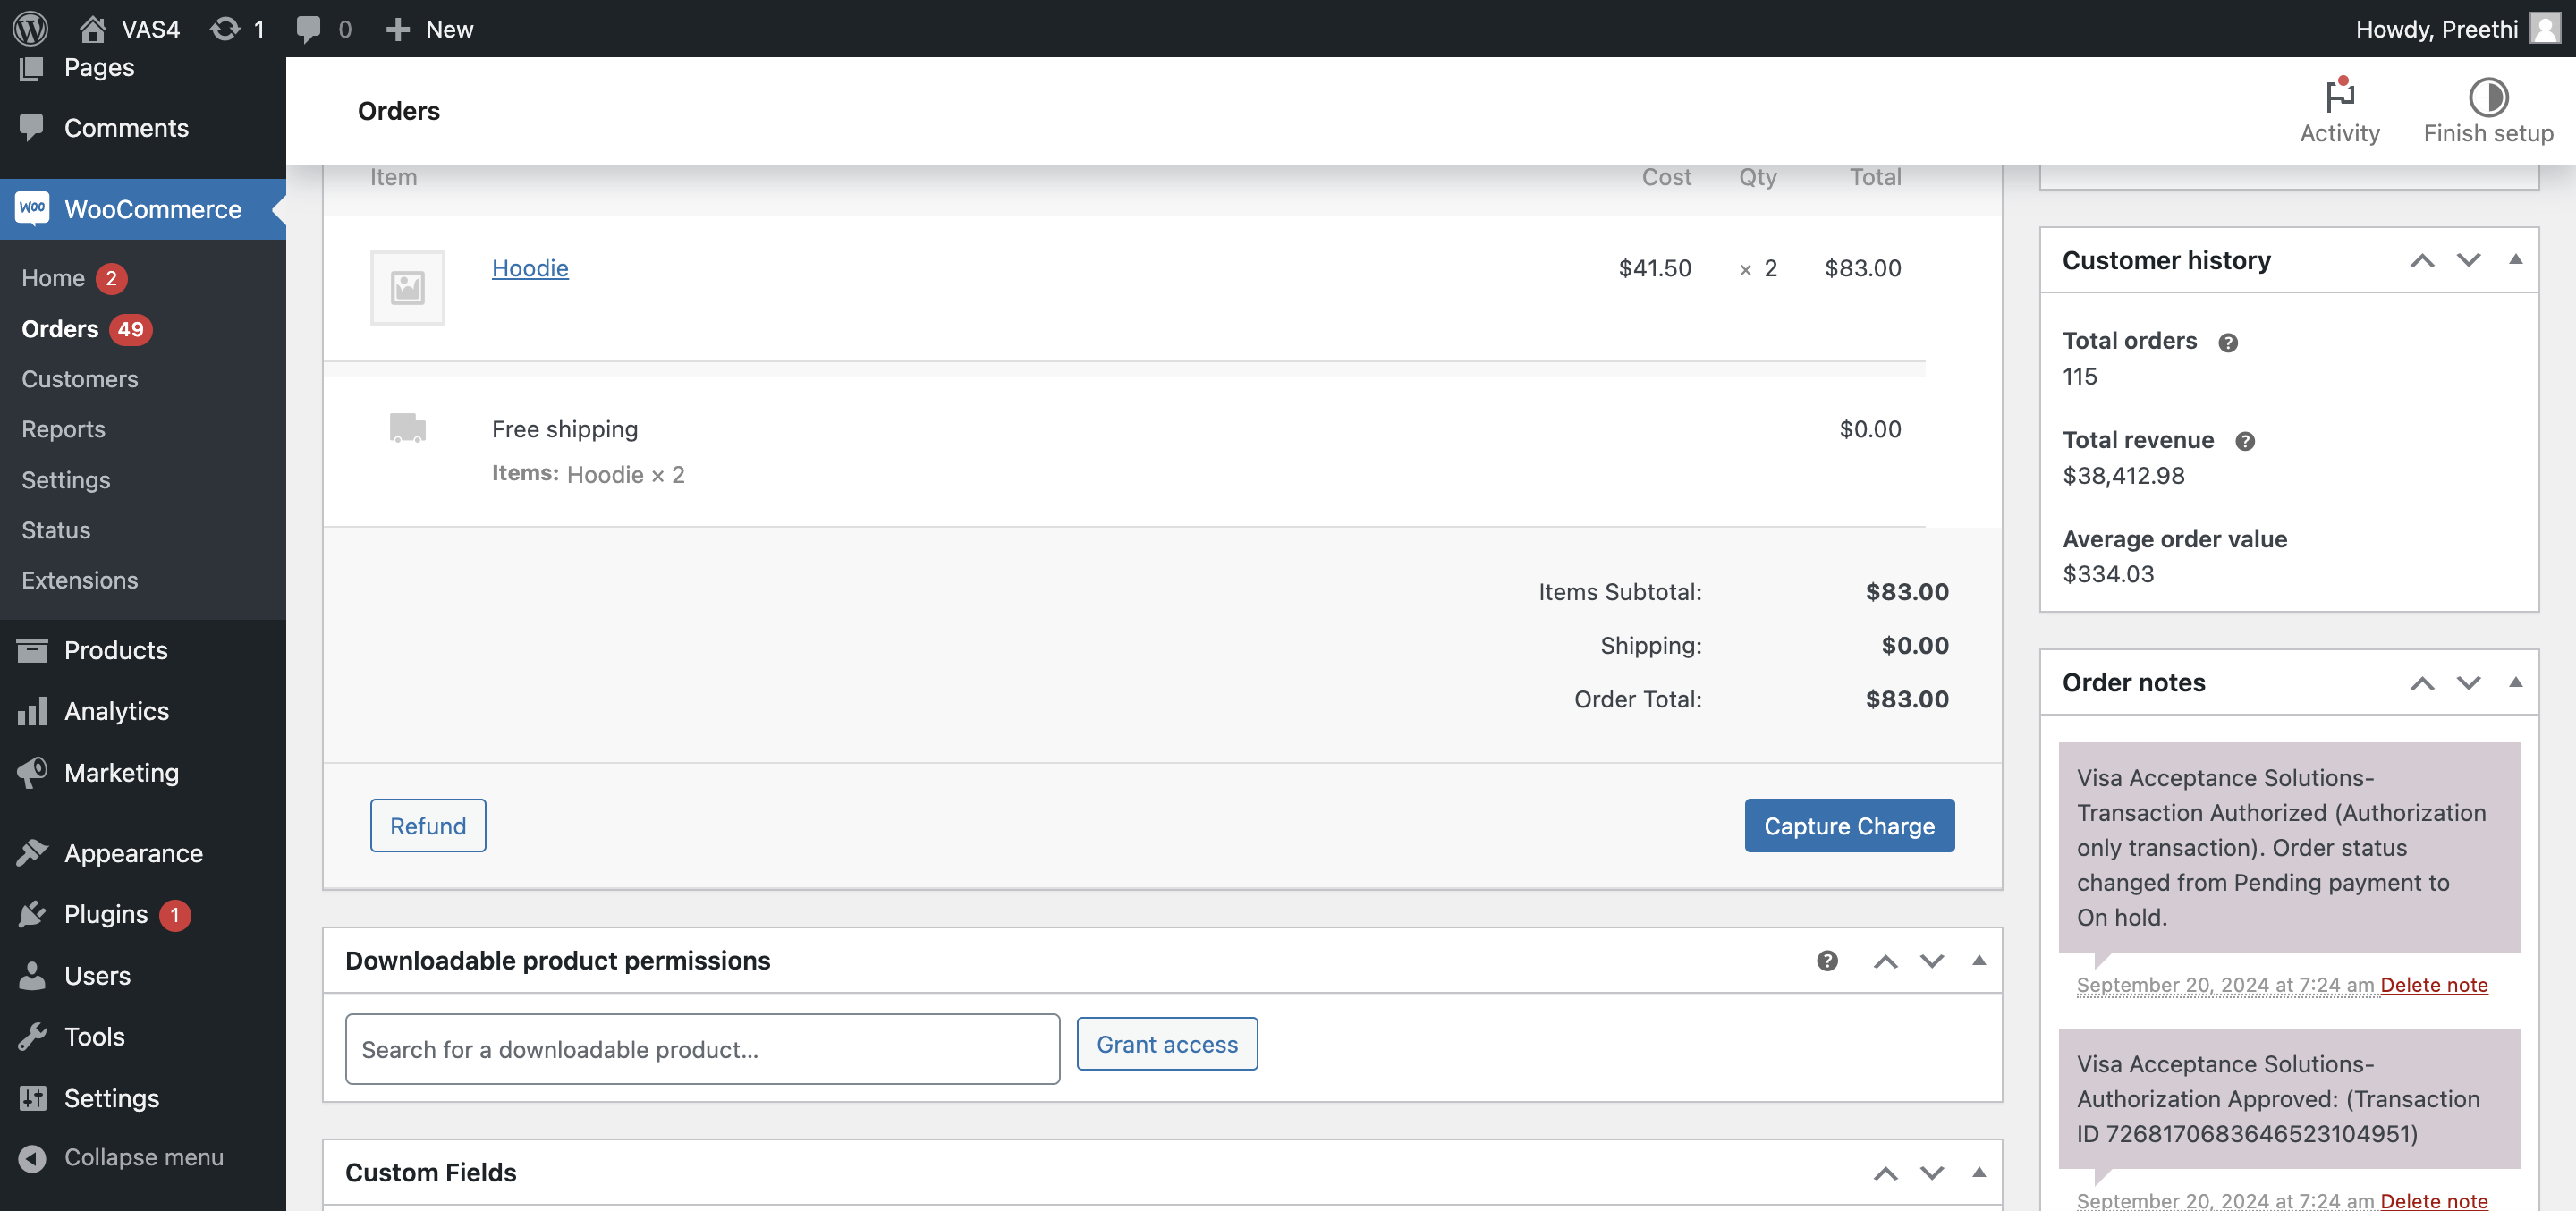 VAS4
1
0
New
Howdy, Preethi
Pages
Comments
Woo
WooCommerce
Home 2
Orders 49
Customers
Reports
Settings
Status
Extensions
Products
Analytics
Marketing
Appearance
Plugins 1
Users
Tools
Settings
Collapse menu
Orders
Activity
Finish setup
Item Cost Qty Total
Hoodie $41.50 × 2 $83.00
Free shipping $0.00
Items: Hoodie × 2
Items Subtotal: $83.00
Shipping: $0.00
Order Total: $83.00
Refund
Capture Charge
Downloadable product permissions
Search for a downloadable product...
Grant access
Custom Fields
Customer history
Total orders
115
Total revenue
$38,412.98
Average order value
$334.03
Order notes
Visa Acceptance Solutions-
Transaction Authorized (Authorization
only transaction). Order status
changed from Pending payment to
On hold.
September 20, 2024 at 7:24 am Delete note
Visa Acceptance Solutions-
Authorization Approved: (Transaction
ID 7268170683646523104951)
September 20, 2024 at 7:24 am Delete note